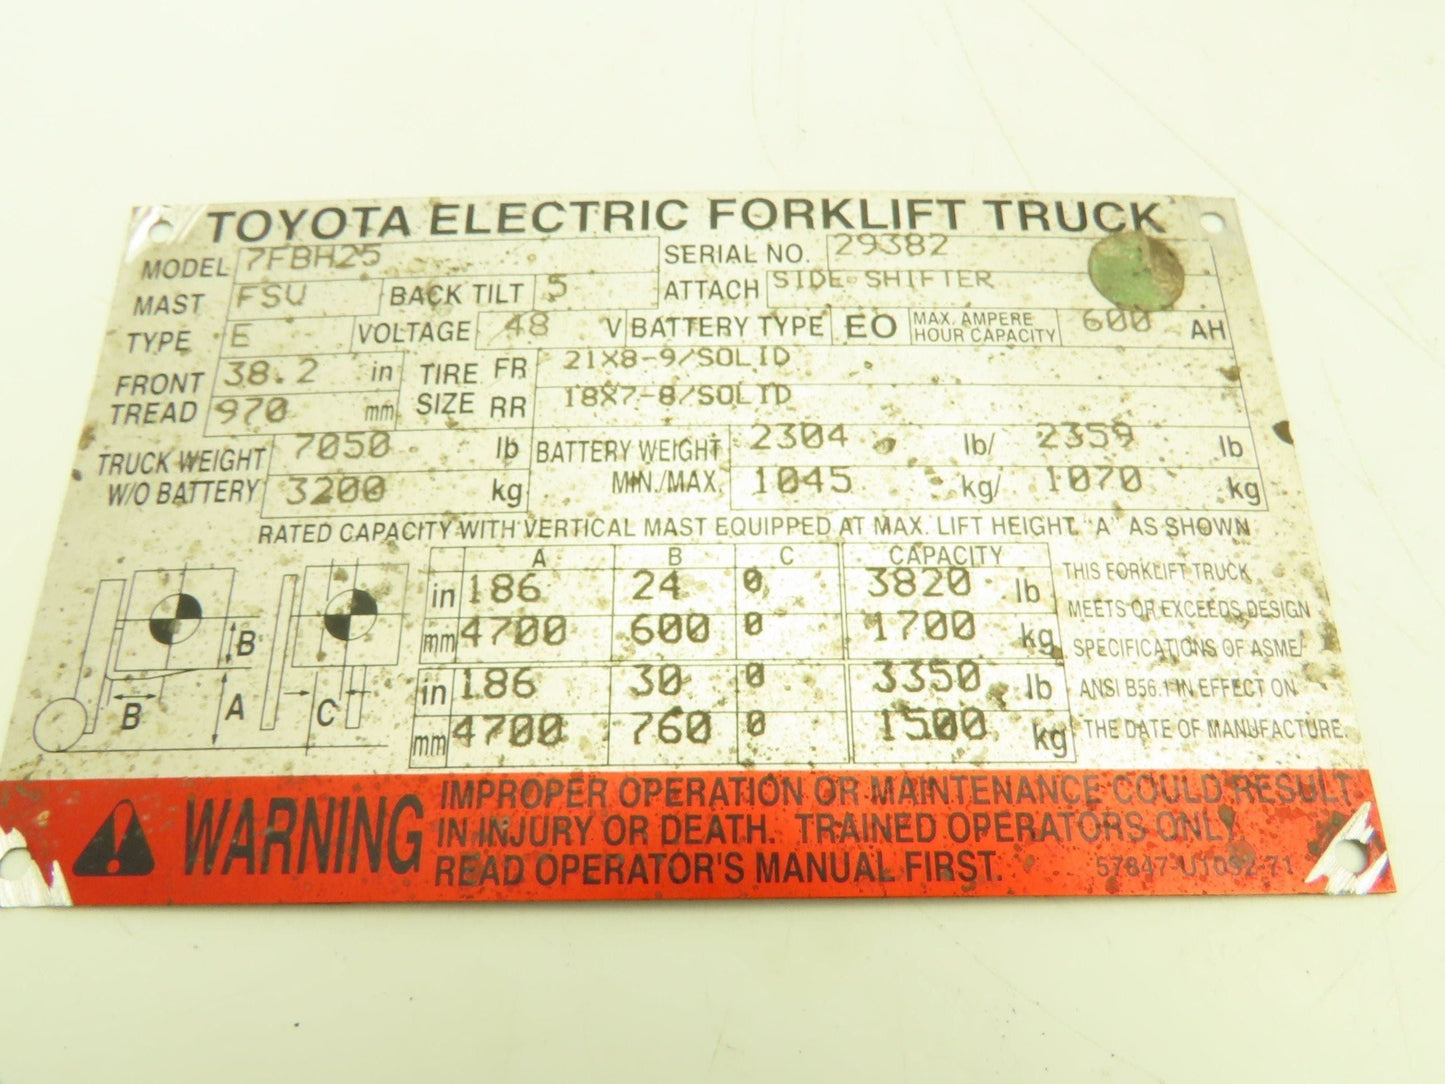 TOYOTA ELECTRIC FORKLIFT TRUCK
MODEL 7FBH25 SERIAL NO. 29382
MAST FSV BACK TILT 5 ATTACH SIDE SHIFTER
TYPE E VOLTAGE 48 V BATTERY TYPE EO MAX. AMPERE HOUR CAPACITY 600 AH
FRONT TREAD 38.2 in TIRE SIZE FR 21X8-9/SOLID
970 mm RR 18X7-8/SOLID
TRUCK WEIGHT 7050 lb BATTERY WEIGHT 2304 lb/ 2359 lb
W/O BATTERY 3200 kg MIN./MAX. 1045 kg/ 1070 kg
RATED CAPACITY WITH VERTICAL MAST EQUIPPED AT MAX. LIFT HEIGHT "A" AS SHOWN
A B C CAPACITY
in 186 24 0 3820 lb
mm 4700 600 0 1700 kg
in 186 30 0 3350 lb
mm 4700 760 0 1500 kg
B
B A C
THIS FORKLIFT TRUCK
MEETS OR EXCEEDS DESIGN
SPECIFICATIONS OF ASME/
ANSI B56.1 IN EFFECT ON
THE DATE OF MANUFACTURE.
WARNING
IMPROPER OPERATION OR MAINTENANCE COULD RESULT
IN INJURY OR DEATH. TRAINED OPERATORS ONLY.
READ OPERATOR'S MANUAL FIRST.
57847-U1092-71